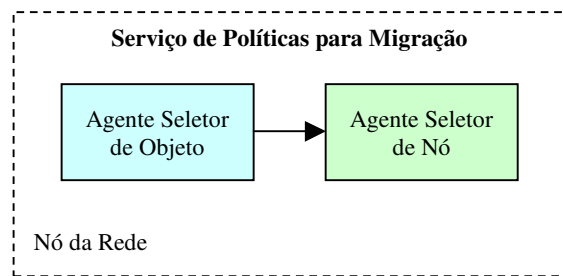 Serviço de Políticas para Migração
Agente Seletor
de Objeto
Agente Seletor
de Nó
Nó da Rede